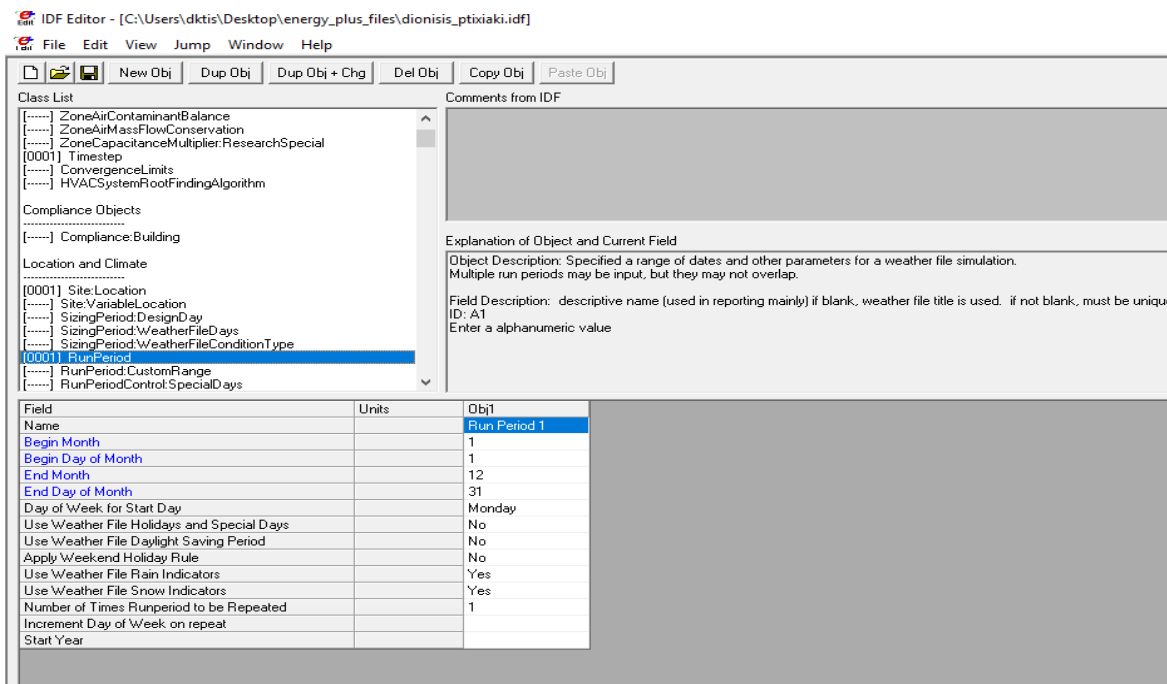 IDF Editor - [C:\Users\dktis\Desktop\energy_plus_files\dionisis_ptixiaki.idf]
File Edit View Jump Window Help
New Obj Dup Obj Dup Obj + Chg Del Obj Copy Obj Paste Obj
Class List
[------] ZoneAirContaminantBalance
[------] ZoneAirMassFlowConservation
[------] ZoneCapacitanceMultiplier:ResearchSpecial
[0001] Timestep
[------] ConvergenceLimits
[------] HVACSystemRootFindingAlgorithm
Compliance Objects
---------------------------
[------] Compliance:Building
Location and Climate
---------------------------
[0001] Site:Location
[------] Site:VariableLocation
[------] SizingPeriod:DesignDay
[------] SizingPeriod:WeatherFileDays
[------] SizingPeriod:WeatherFileConditionType
[0001] RunPeriod
[------] RunPeriod:CustomRange
[------] RunPeriodControl:SpecialDays
Comments from IDF
Explanation of Object and Current Field
Object Description: Specified a range of dates and other parameters for a weather file simulation.
Multiple run periods may be input, but they may not overlap.
Field Description: descriptive name (used in reporting mainly) if blank, weather file title is used. if not blank, must be uniqu
ID: A1
Enter a alphanumeric value
Field Units Obj1
Name Run Period 1
Begin Month 1
Begin Day of Month 1
End Month 12
End Day of Month 31
Day of Week for Start Day Monday
Use Weather File Holidays and Special Days No
Use Weather File Daylight Saving Period No
Apply Weekend Holiday Rule No
Use Weather File Rain Indicators Yes
Use Weather File Snow Indicators Yes
Number of Times Runperiod to be Repeated 1
Increment Day of Week on repeat
Start Year